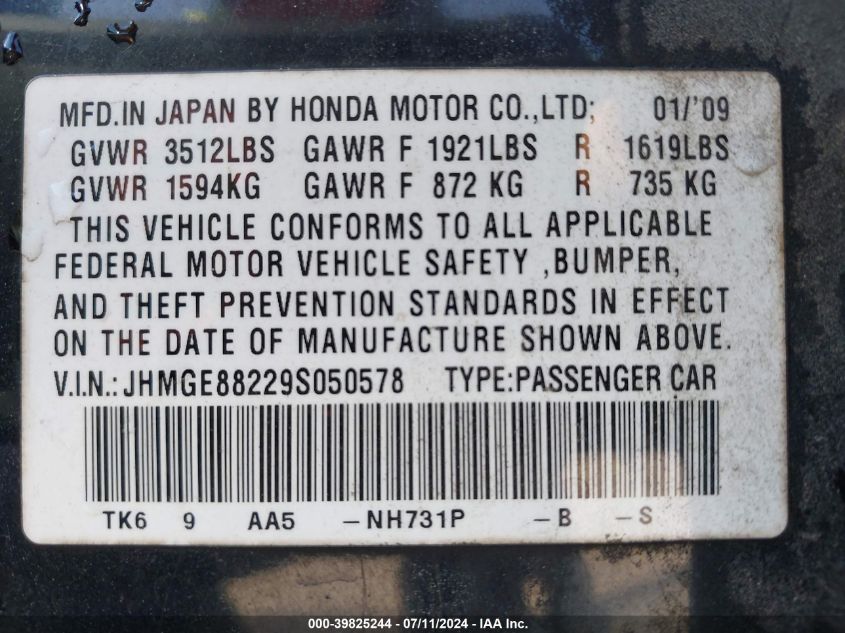 MFD.IN JAPAN BY HONDA MOTOR CO.,LTD; 01/'09
GVWR 3512LBS GAWR F 1921LBS R 1619LBS
GVWR 1594KG GAWR F 872 KG R 735 KG
THIS VEHICLE CONFORMS TO ALL APPLICABLE
FEDERAL MOTOR VEHICLE SAFETY ,BUMPER,
AND THEFT PREVENTION STANDARDS IN EFFECT
ON THE DATE OF MANUFACTURE SHOWN ABOVE.
V.I.N.:JHMGE88229S050578 TYPE:PASSENGER CAR
TK6 9 AA5 -NH731P -B -S
000-39825244 - 07/11/2024 - IAA Inc.